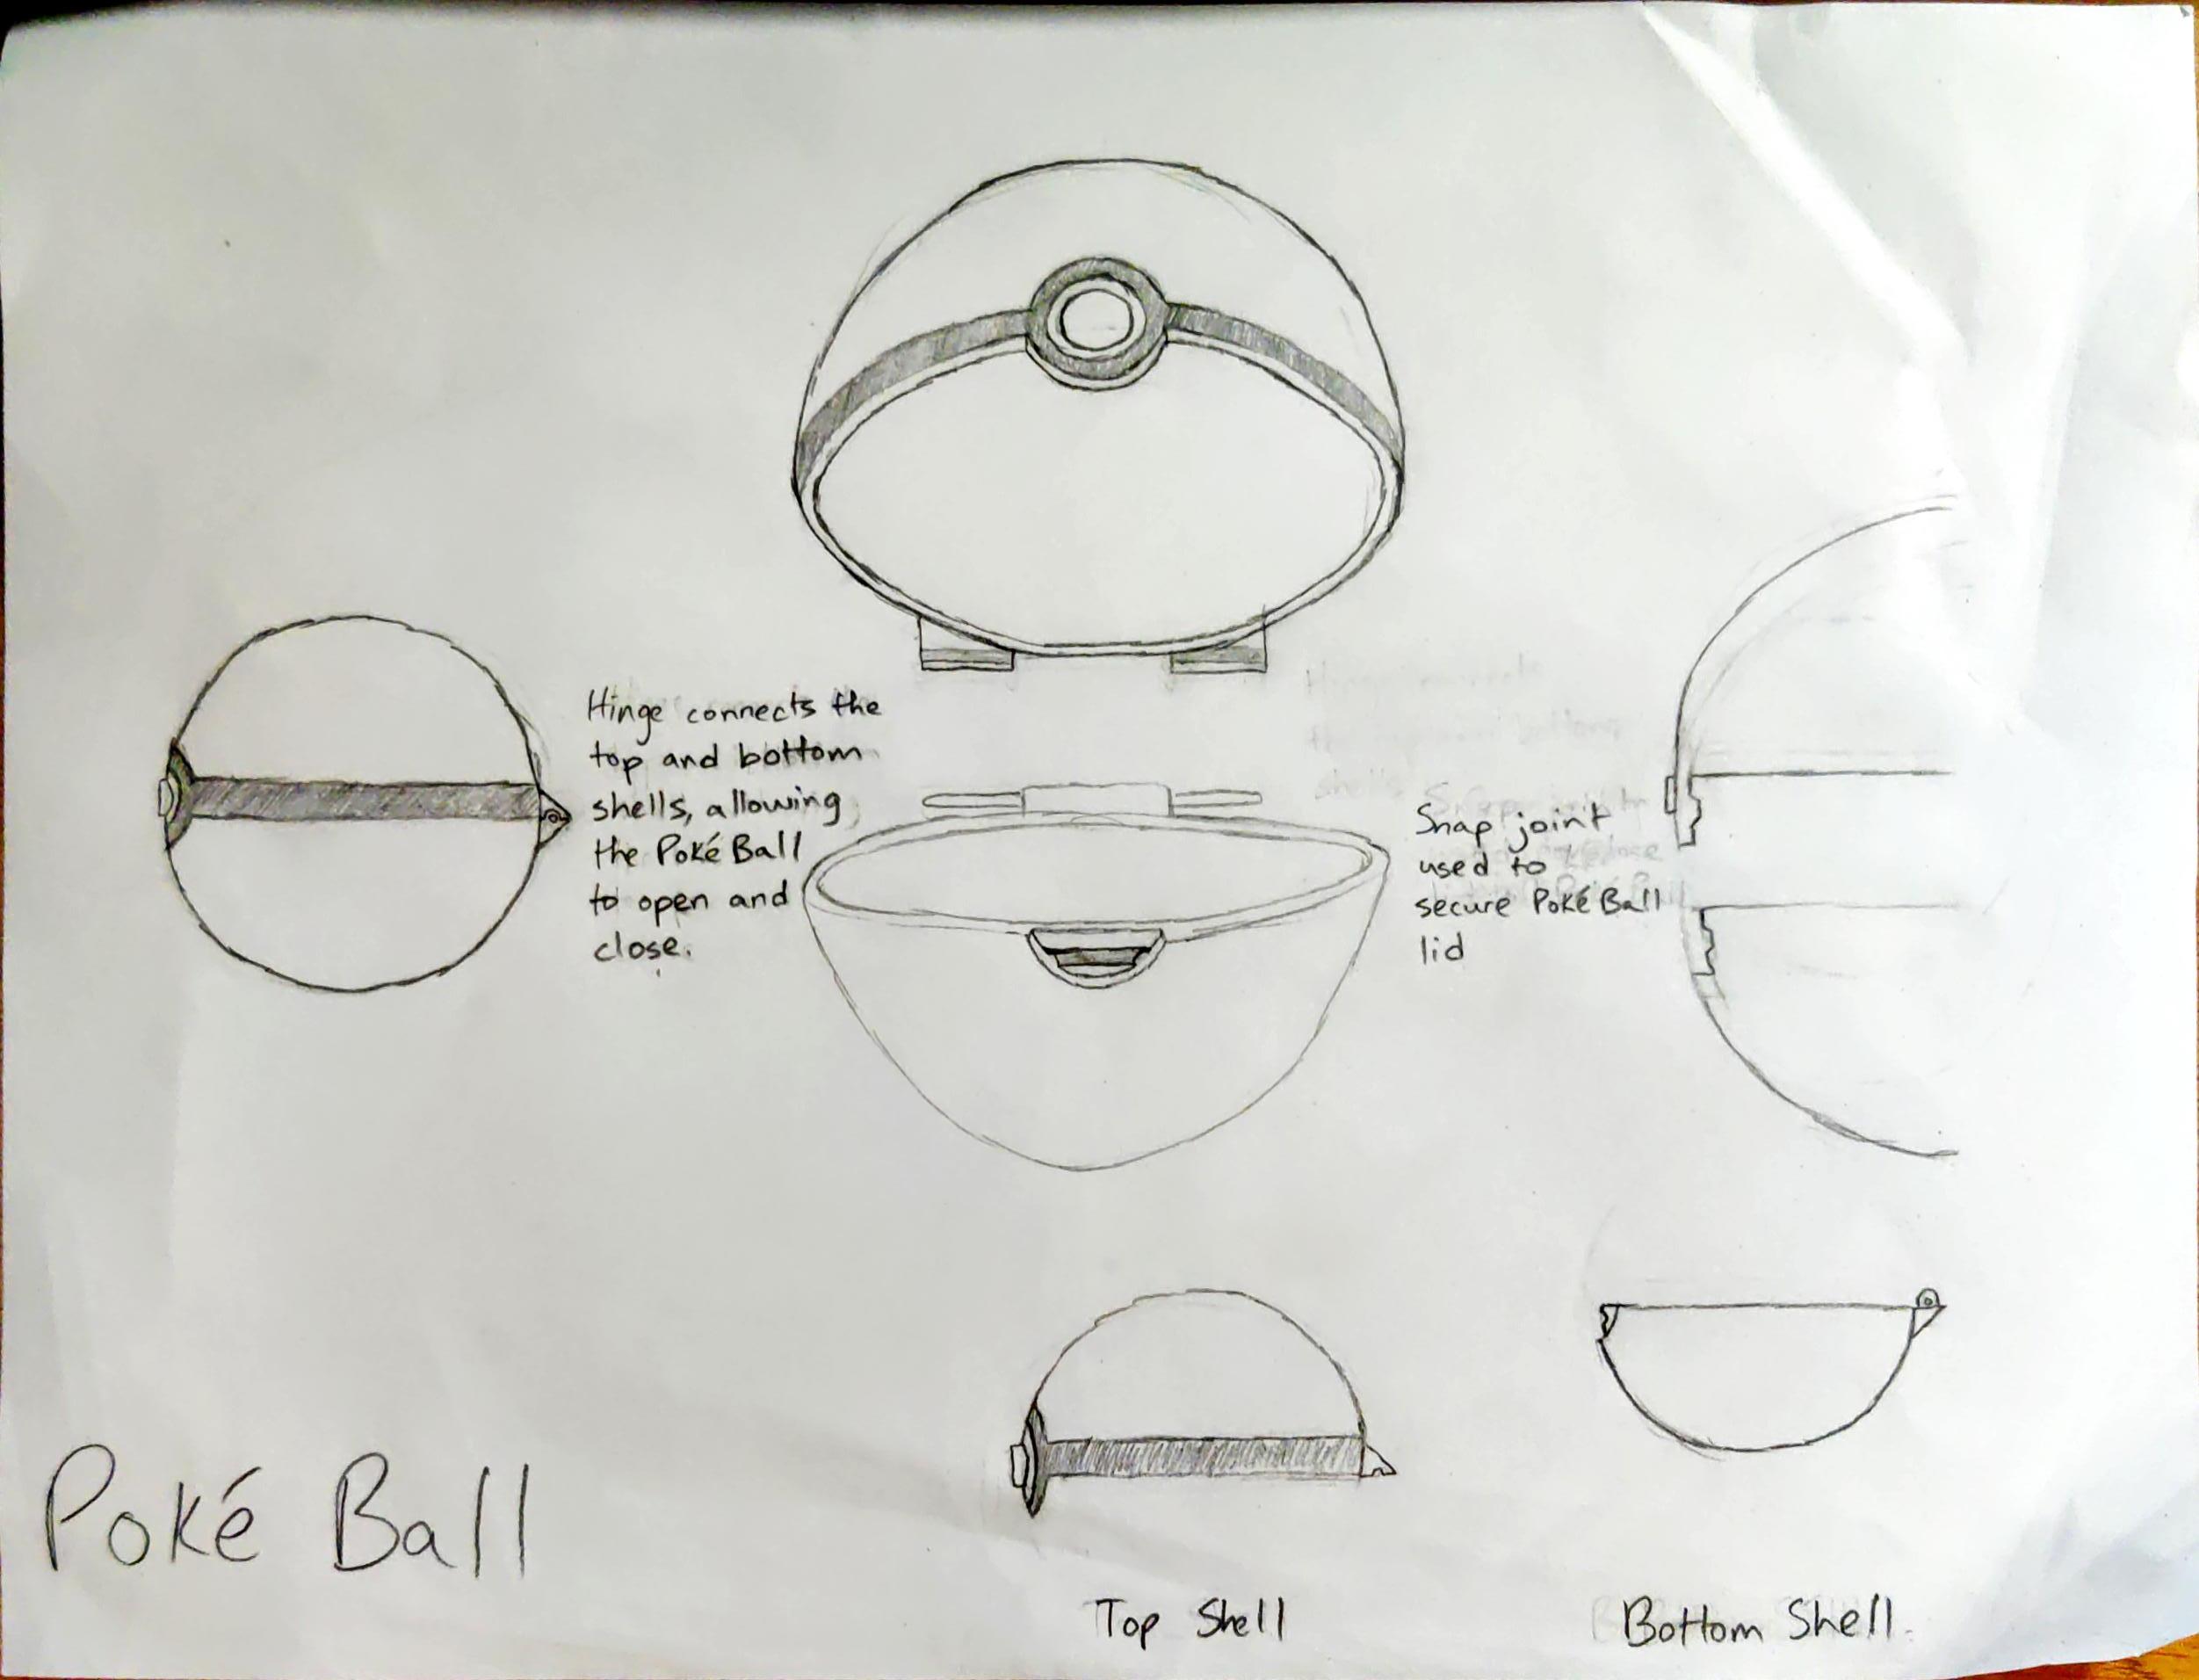 Hinge connects the
top and bottom
shells, allowing
the Poké Ball
to open and
close.
Snap joint
used to
secure Poké Ball
lid
Poké Ball
Top Shell
Bottom Shell.